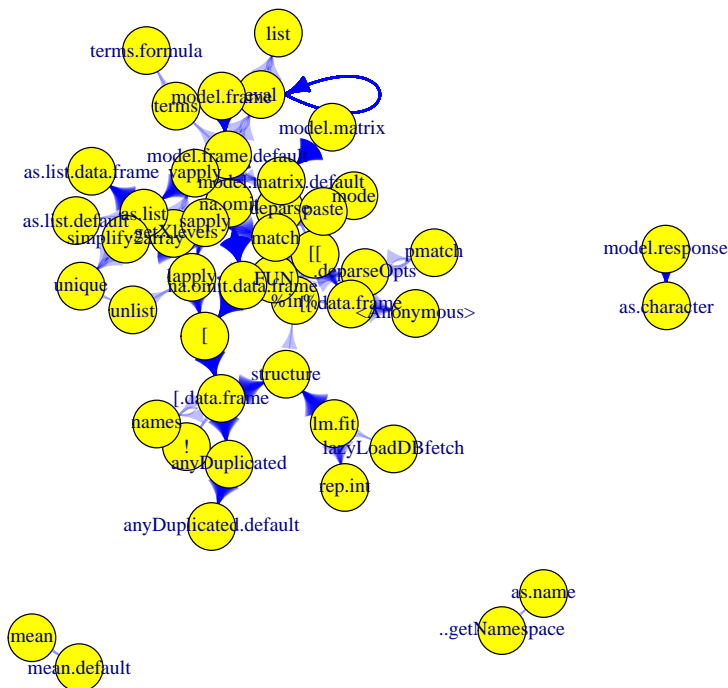 list
terms.formula
model.frame
eval
terms
model.matrix
model.frame.default
as.list.data.frame
vapply
model.matrix.default
mode
na.omit
deparse
paste
as.list
as.list.default
sapply
simplify2array
getXlevels
match
[[
pmatch
model.response
.deparseOpts
lapply
FUN
unique
na.omit.data.frame
%in%
[[.data.frame
unlist
<Anonymous>
as.character
[
structure
[.data.frame
names
lm.fit
!
lazyLoadDBfetch
anyDuplicated
rep.int
anyDuplicated.default
as.name
..getNamespace
mean
mean.default